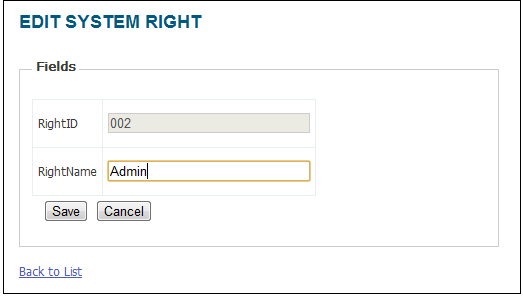 EDIT SYSTEM RIGHT
Fields
RightID 002
RightName Admin
Save Cancel
Back to List